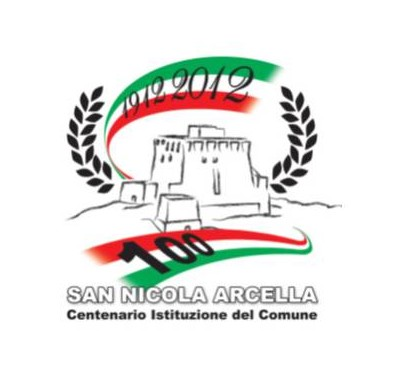 1912 2012
100
SAN NICOLA ARCELLA
Centenario Istituzione del Comune